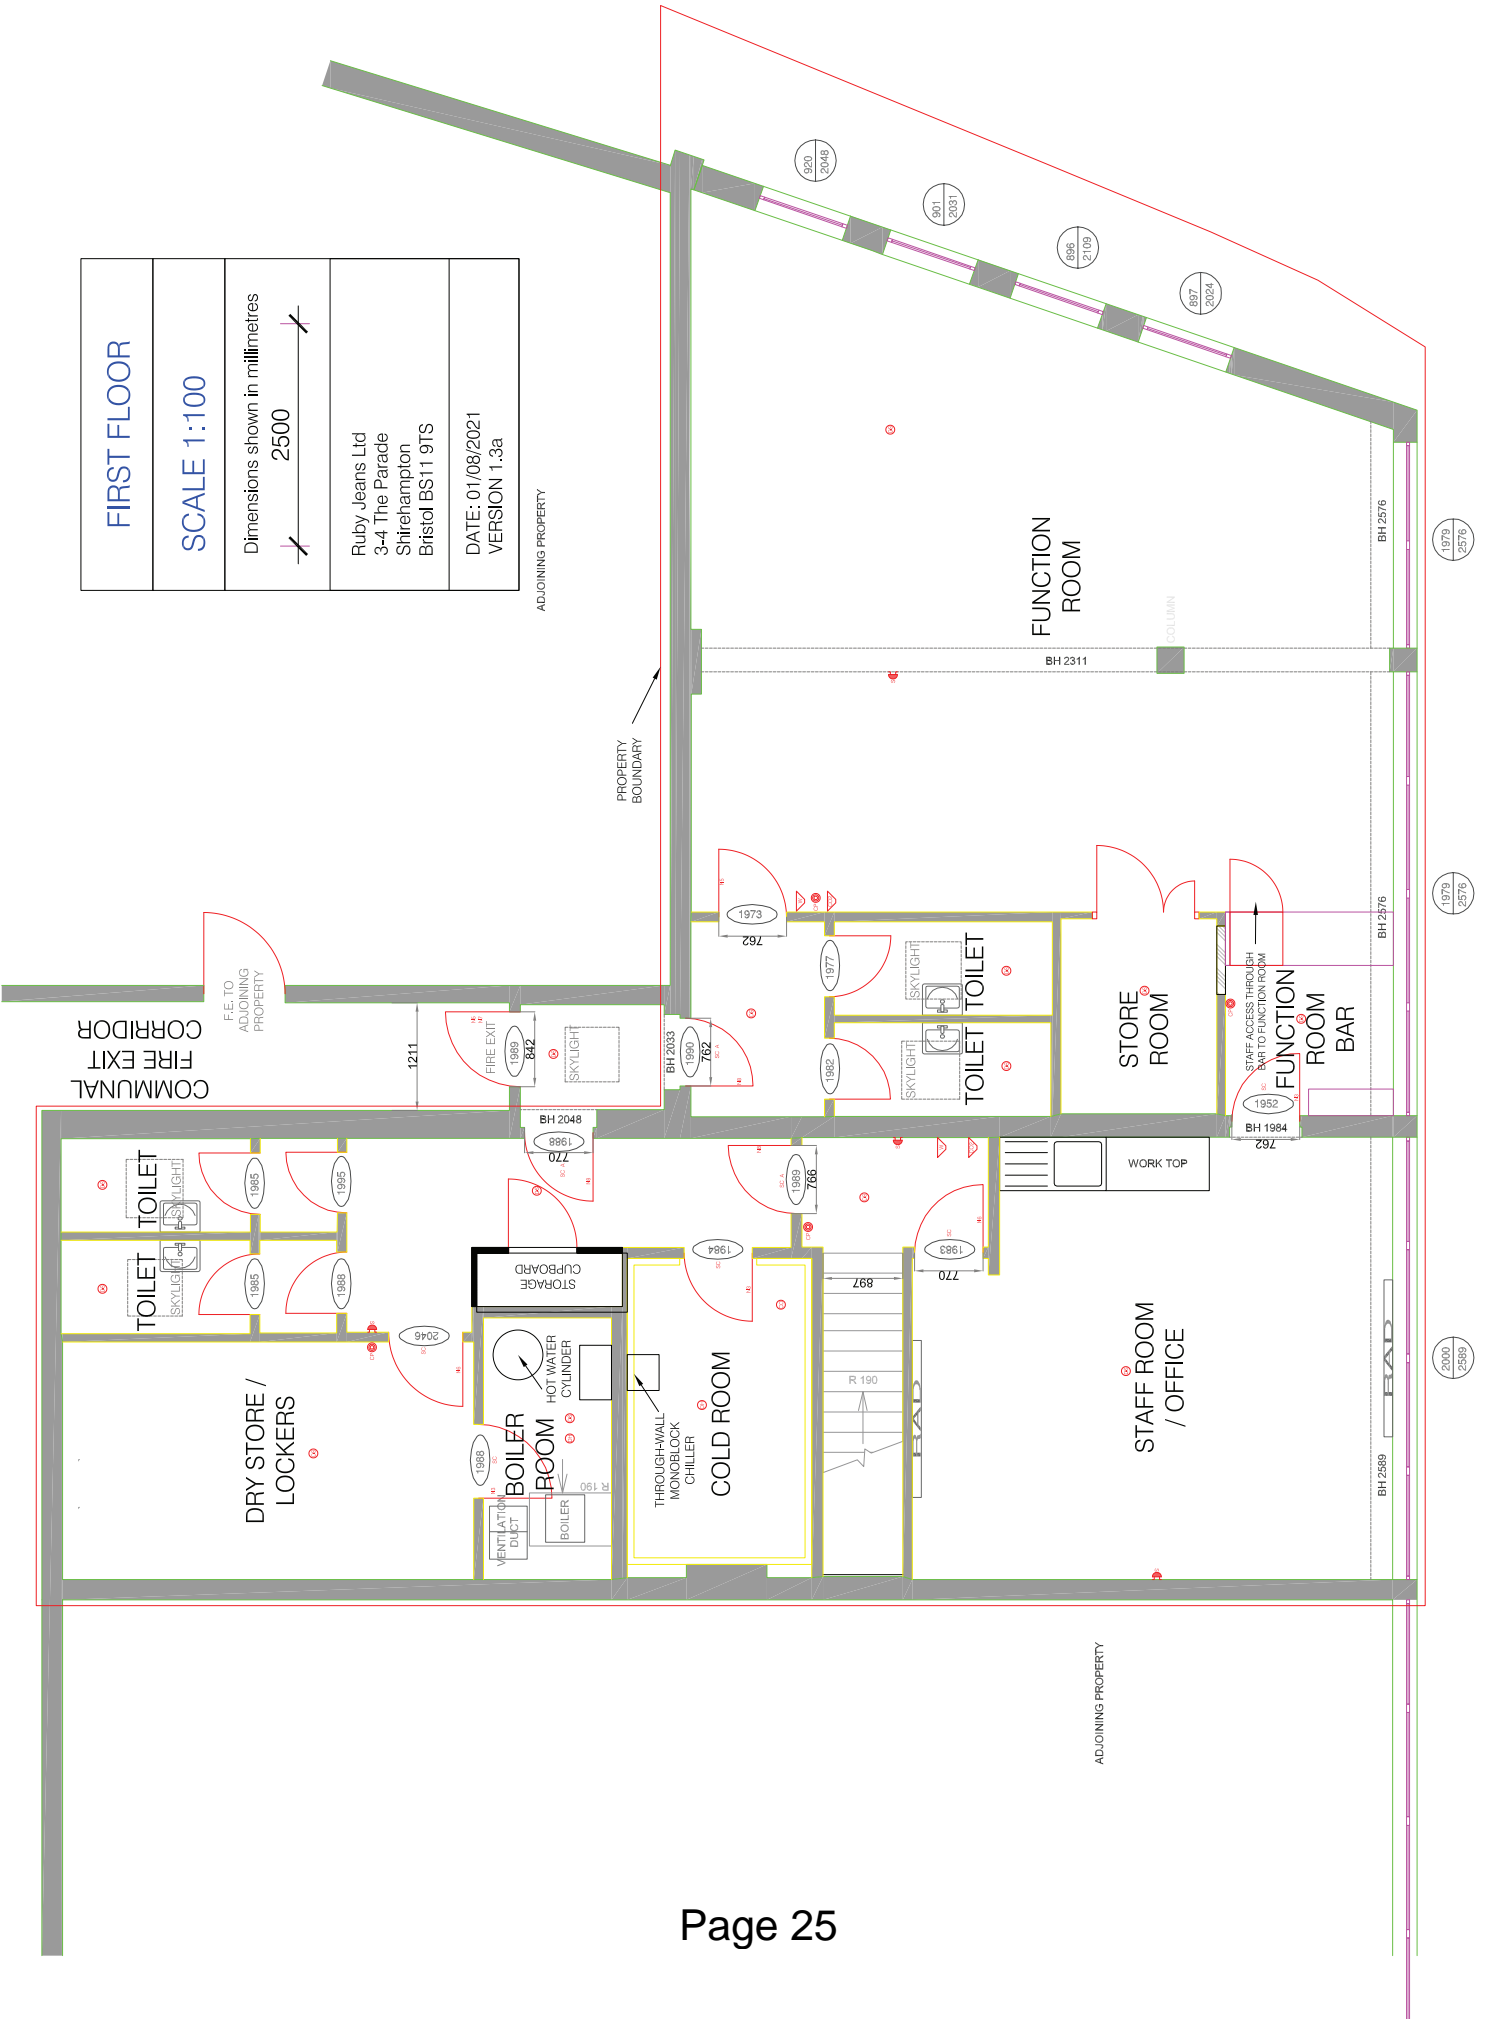 FIRST FLOOR
SCALE 1:100
Dimensions shown in millimetres
2500
Ruby Jeans Ltd
3-4 The Parade
Shirehampton
Bristol BS11 9TS
DATE: 01/08/2021
VERSION 1.3a
ADJOINING PROPERTY
PROPERTY
BOUNDARY
COMMUNAL
FIRE EXIT
CORRIDOR
F.E. TO
ADJOINING
PROPERTY
1211
FIRE EXIT
1989
842
SKYLIGHT
BH 2033
1990
762
BH 2048
1988
770
920
2048
901
2031
896
2109
897
2024
FUNCTION
ROOM
COLUMN
BH 2311
BH 2576
1979
2576
BH 2576
1979
2576
1973
762
1977
SKYLIGHT
TOILET
1982
SKYLIGHT
TOILET
STORE
ROOM
STAFF ACCESS THROUGH
BAR TO FUNCTION ROOM
FUNCTION
ROOM
BAR
1952
BH 1984
762
TOILET
SKYLIGHT
1985
1995
TOILET
SKYLIGHT
1985
1988
2046
DRY STORE /
LOCKERS
STORAGE
CUPBOARD
HOT WATER
CYLINDER
BOILER
ROOM
1988
VENTILATION
DUCT
BOILER
R 190
1984
THROUGH-WALL
MONOBLOCK
CHILLER
COLD ROOM
1989
766
897
R 190
1983
770
WORK TOP
RAD
STAFF ROOM
/ OFFICE
RAD
BH 2589
2000
2589
ADJOINING PROPERTY
Page 25